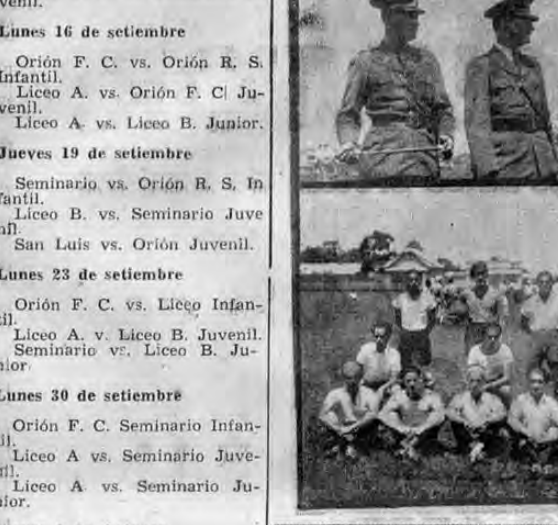 venil.
Lunes 16 de setiembre
Orión F. C. vs. Orión R. S.
Infantil.
Liceo A. vs. Orión F. C| Ju-
venil.
Liceo A. vs. Liceo B. Junior.
Jueves 19 de setiembre
Seminario vs. Orión R. S. In
fantil.
Liceo B. vs. Seminario Juve
nil.
San Luis vs. Orión Juvenil.
Lunes 23 de setiembre
Orión F. C. vs. Liceo Infan-
til.
Liceo A. v. Liceo B. Juvenil.
Seminario vs. Liceo B. Ju-
nior.
Lunes 30 de setiembre
Orión F. C. Seminario Infan-
til.
Liceo A vs. Seminario Juve-
nil.
Liceo A. vs. Seminario Ju-
nior.